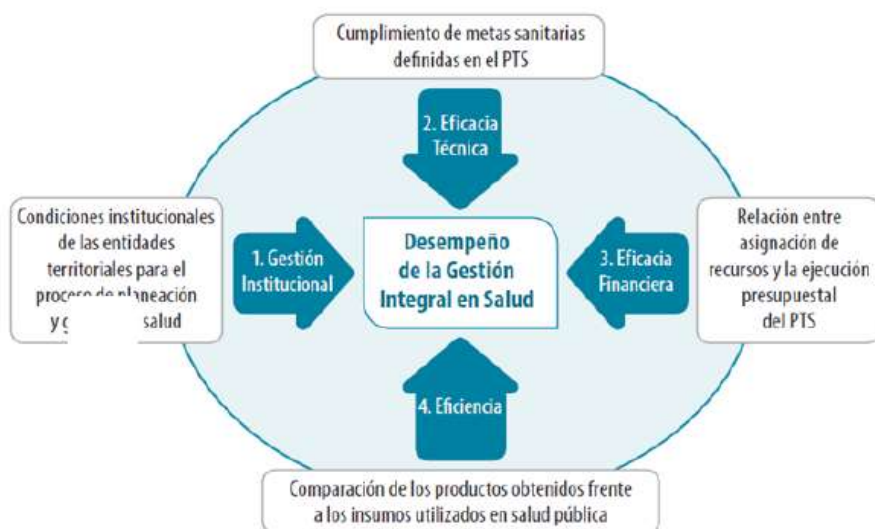 Cumplimiento de metas sanitarias
definidas en el PTS
2. Eficacia
Técnica
Condiciones institucionales
de las entidades
territoriales para el
proceso de planeación
y salud
1. Gestión
Institucional
Desempeño
de la Gestión
Integral en Salud
3. Eficacia
Financiera
Relación entre
asignación de
recursos y la ejecución
presupuestal
del PTS
4. Eficiencia
Comparación de los productos obtenidos frente
a los insumos utilizados en salud pública